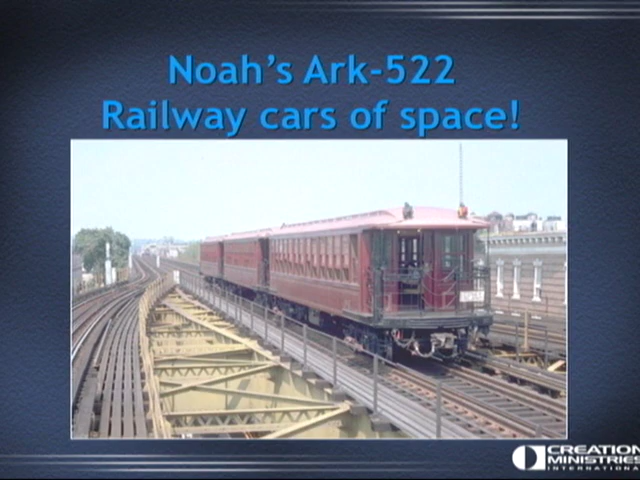 Noah's Ark-522
Railway cars of space!
CREATION
MINISTRIES
INTERNATIONAL